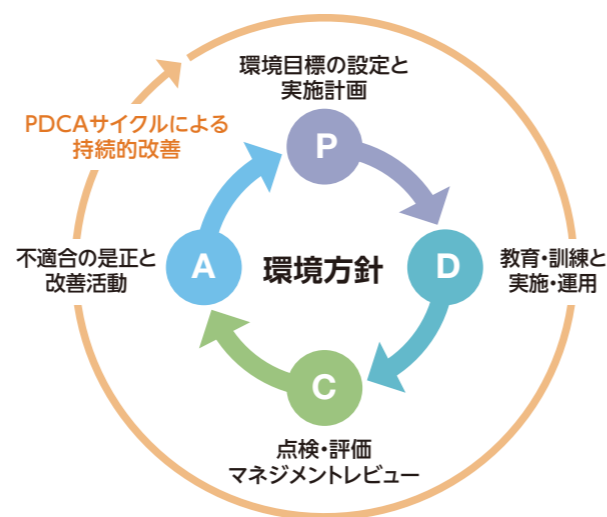 環境目標の設定と
実施計画
P
PDCAサイクルによる
持続的改善
不適合の是正と
改善活動
A
環境方針
D
教育・訓練と
実施・運用
C
点検・評価
マネジメントレビュー